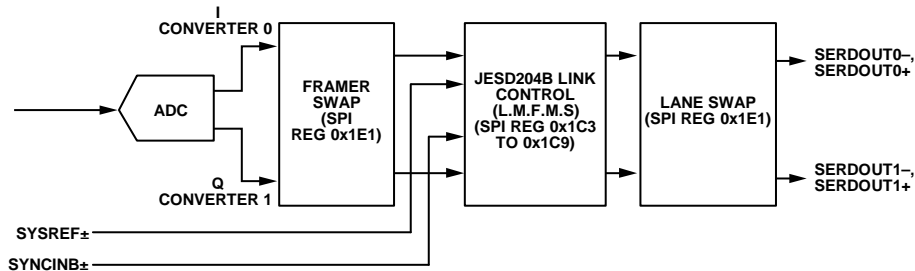 I
CONVERTER 0
ADC
Q
CONVERTER 1
FRAMER
SWAP
(SPI
REG 0x1E1)
JESD204B LINK
CONTROL
(L.M.F.M.S)
(SPI REG 0x1C3
TO 0x1C9)
LANE SWAP
(SPI REG 0x1E1)
SERDOUT0–,
SERDOUT0+
SERDOUT1–,
SERDOUT1+
SYSREF±
SYNCINB±